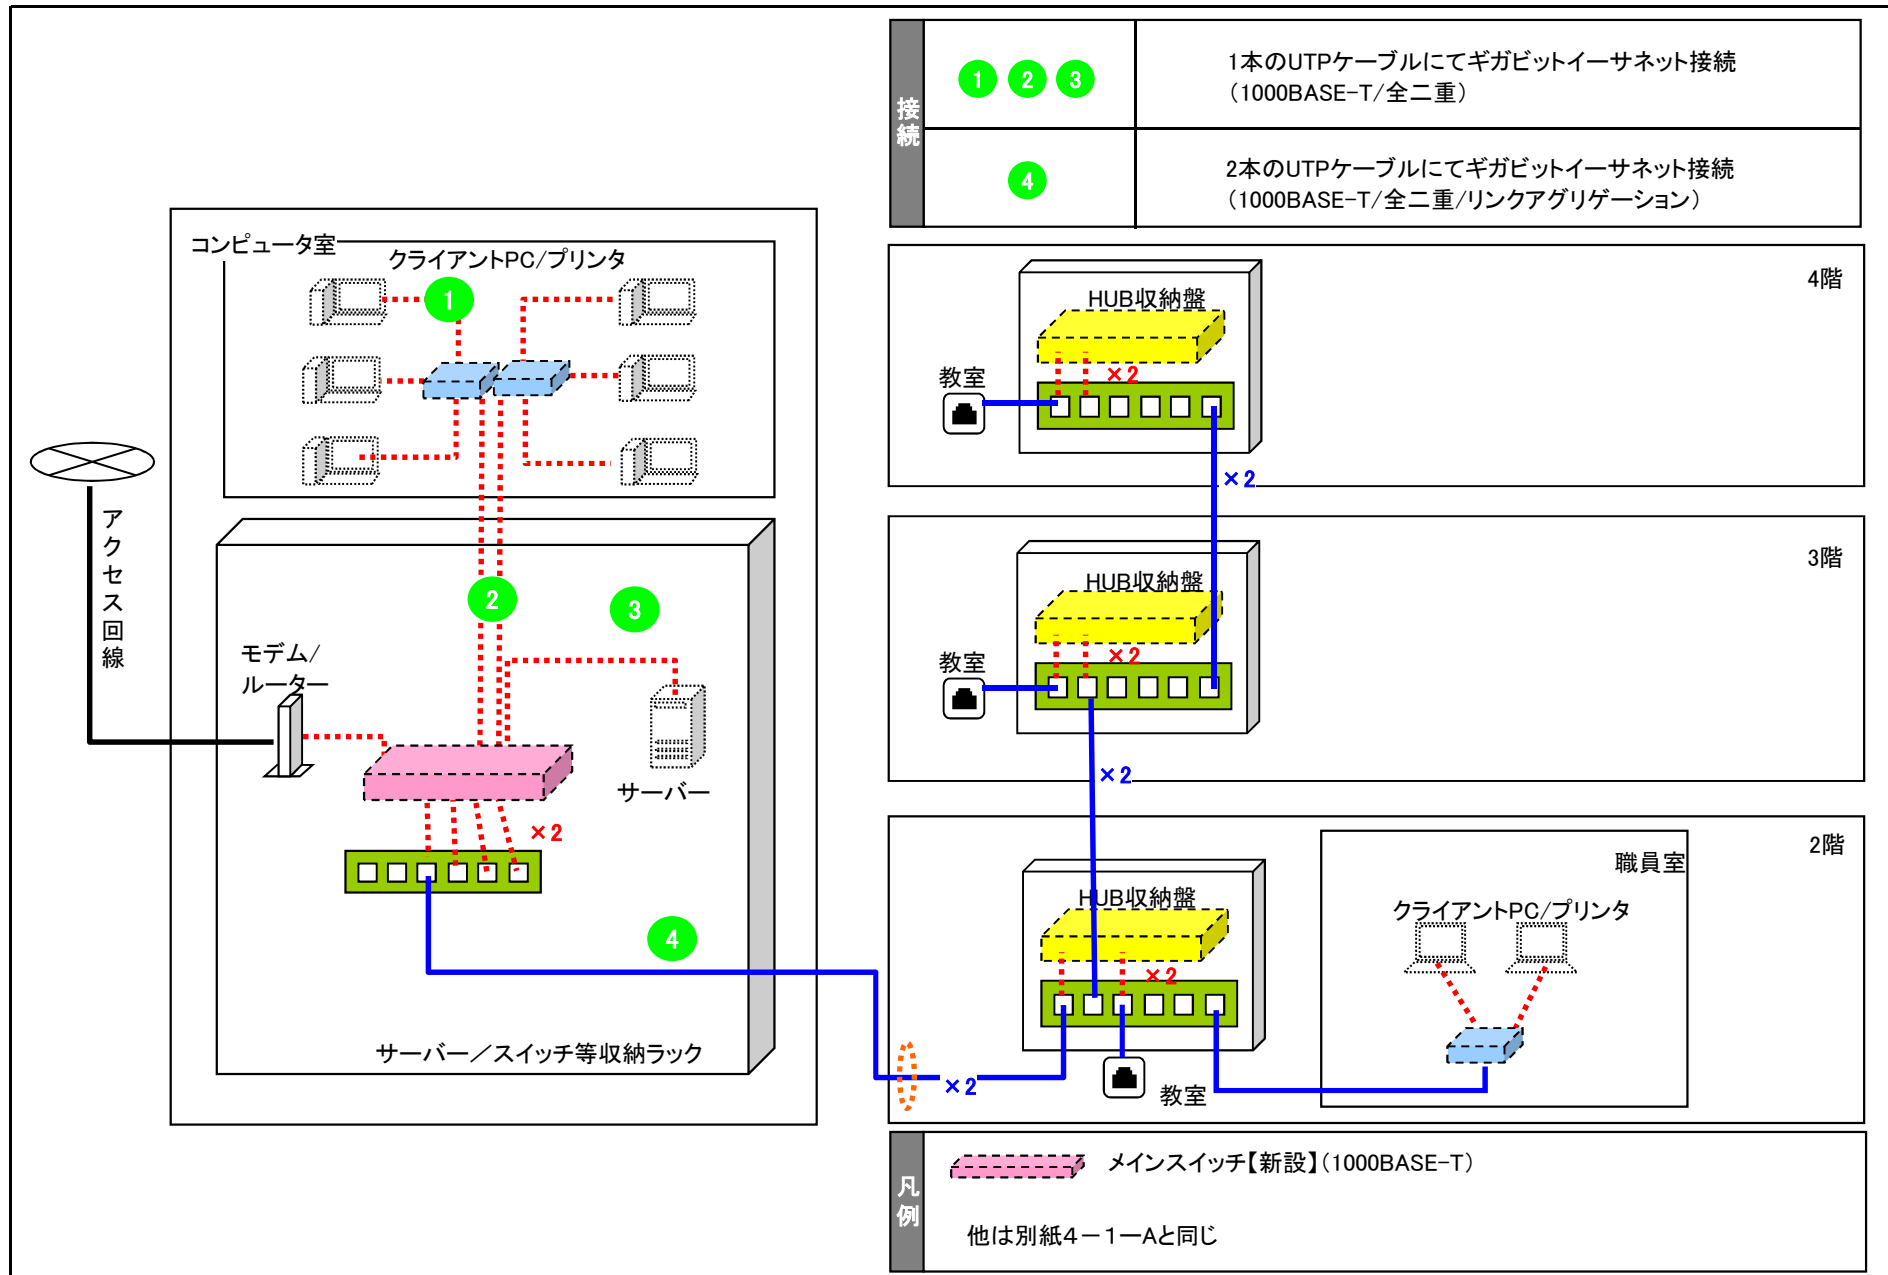 接続
1 2 3
1本のUTPケーブルにてギガビットイーサネット接続
(1000BASE-T/全二重)
4
2本のUTPケーブルにてギガビットイーサネット接続
(1000BASE-T/全二重/リンクアグリゲーション)
コンピュータ室
クライアントPC/プリンタ
1
アクセス回線
2
3
モデム/
ルーター
サーバー
×2
4
サーバー/スイッチ等収納ラック
4階
HUB収納盤
×2
教室
×2
3階
HUB収納盤
×2
教室
×2
2階
職員室
HUB収納盤
クライアントPC/プリンタ
×2
×2
教室
凡例
メインスイッチ【新設】(1000BASE-T)
他は別紙4-1-Aと同じ